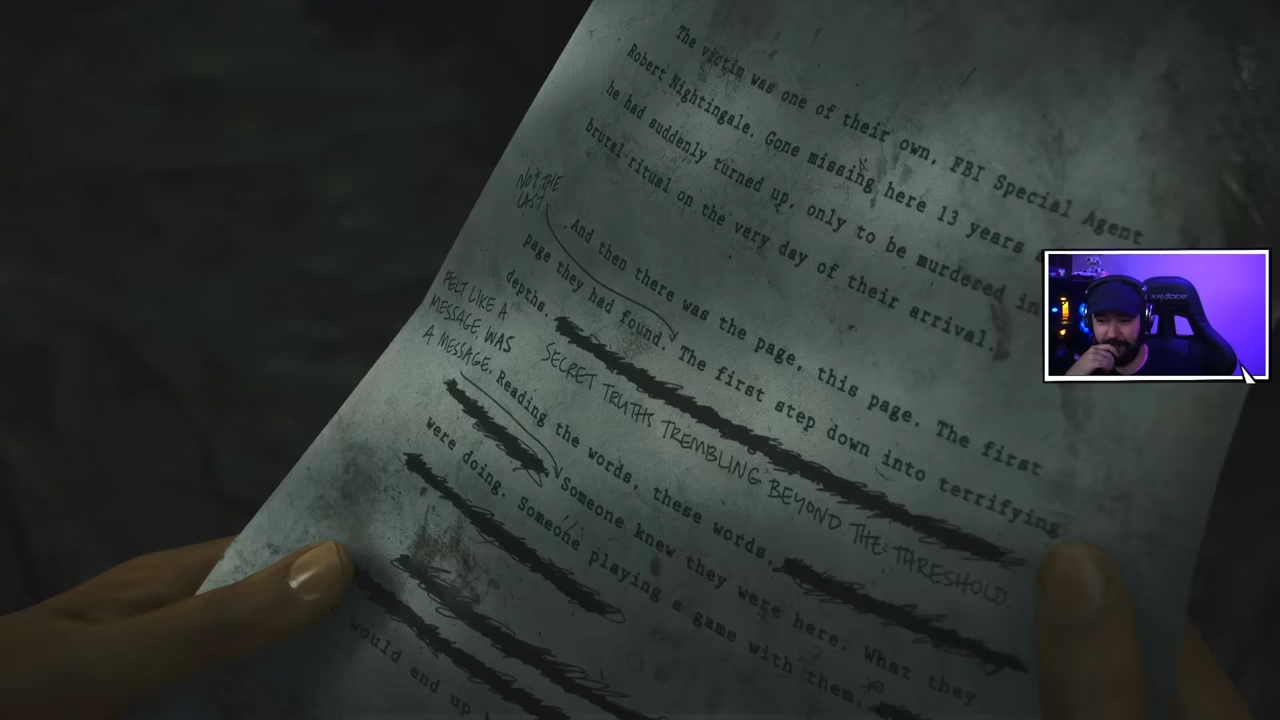 The victim was one of their own, FBI Special Agent
Robert Nightingale. Gone missing here 13 years
he had suddenly turned up, only to be murdered in
brutal ritual on the very day of their arrival.
NOT THE
LAST
And then there was the page, this page. The first
page they had found. The first step down into terrifying
depths.
SECRET TRUTHS TREMBLING BEYOND THE THRESHOLD
FELT LIKE A
MESSAGE. WAS
A MESSAGE.
Reading the words, these words.
Someone knew they were here. What they
were doing. Someone playing a game with them.
would end up